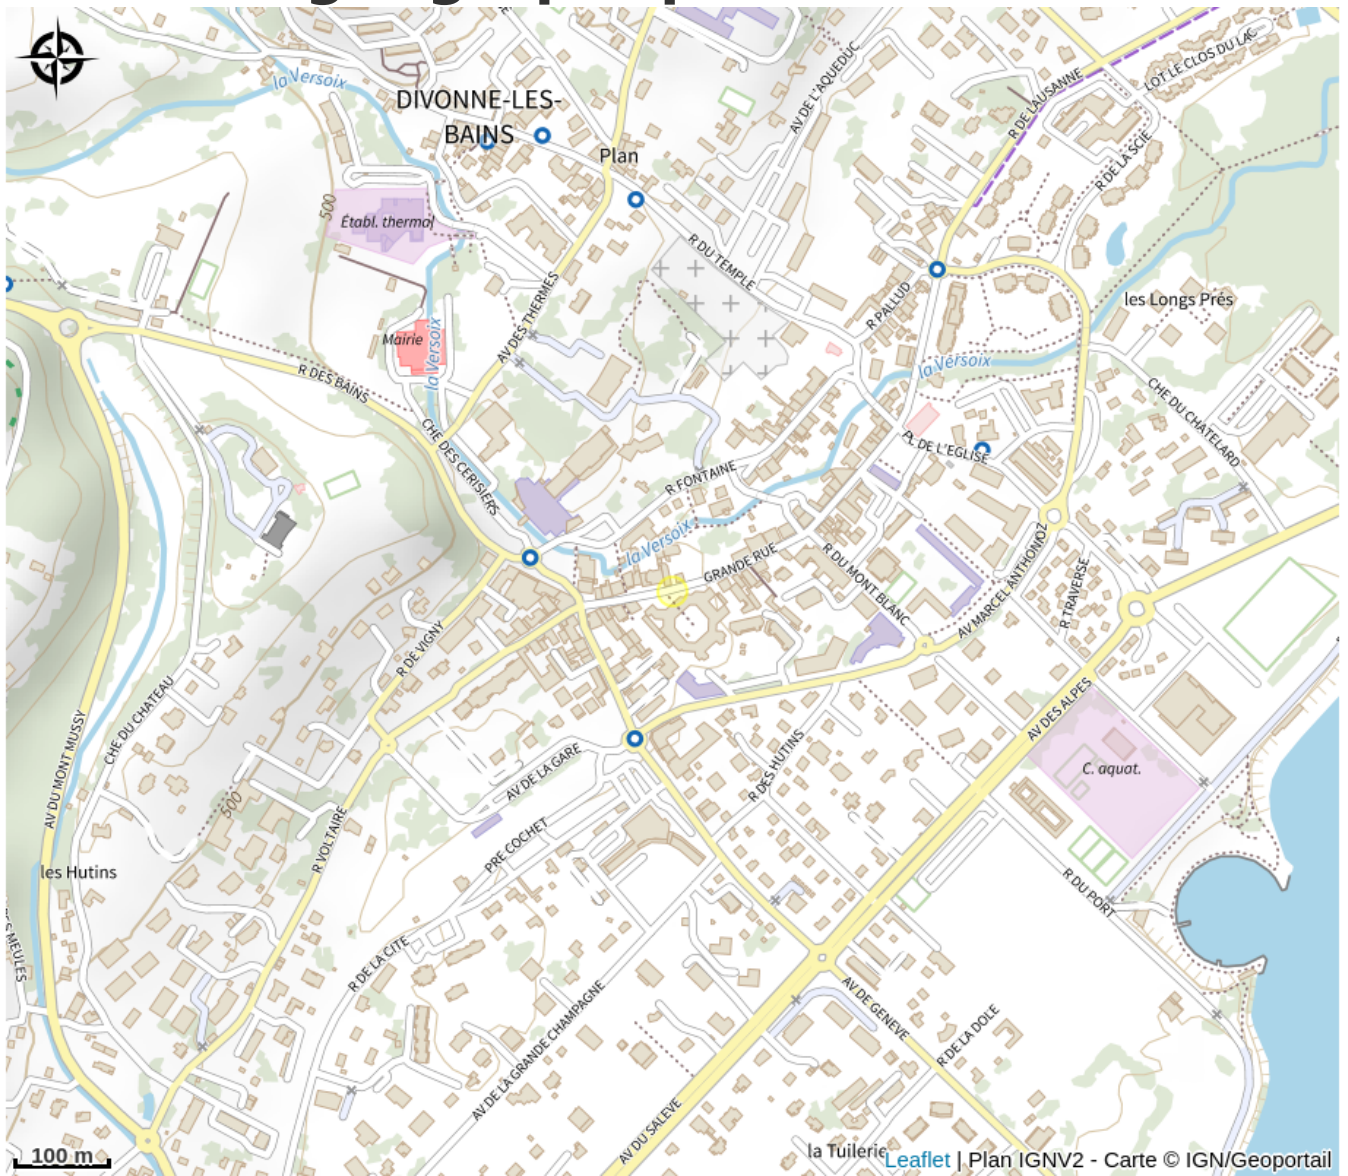 la Versoix
DIVONNE-LES-
BAINS
Plan
AV DE L'AQUEDUC
R DE LAUSANNE
LOT LE CLOS DU LAC
R DE LA SCIE
500
Établ. thermal
R DU TEMPLE
les Longs Prés
R PALLUD
AV DES THERMES
Mairie
la Versoix
la Versoix
R DES BAINS
CHE DU CHATELARD
CHE DES CERISIERS
PL DE L'EGLISE
R FONTAINE
la Versoix
GRANDE RUE
R DU MONT BLANC
AV MARCEL ANTHONIOZ
R TRAVERSE
R DE VIGNY
CHE DU CHATEAU
AV DU MONT MUSSY
AV DES ALPES
C. aquat.
AV DE LA GARE
R DES HUTINS
500
R VOLTAIRE
PRE COCHET
les Hutins
R DU PORT
R DE LA CITE
AV DE LA GRANDE CHAMPAGNE
AV DE GENEVE
R DE LA DOLE
AV DU SALEVE
la Tuilerie
100 m
Leaflet | Plan IGNV2 - Carte © IGN/Geoportail